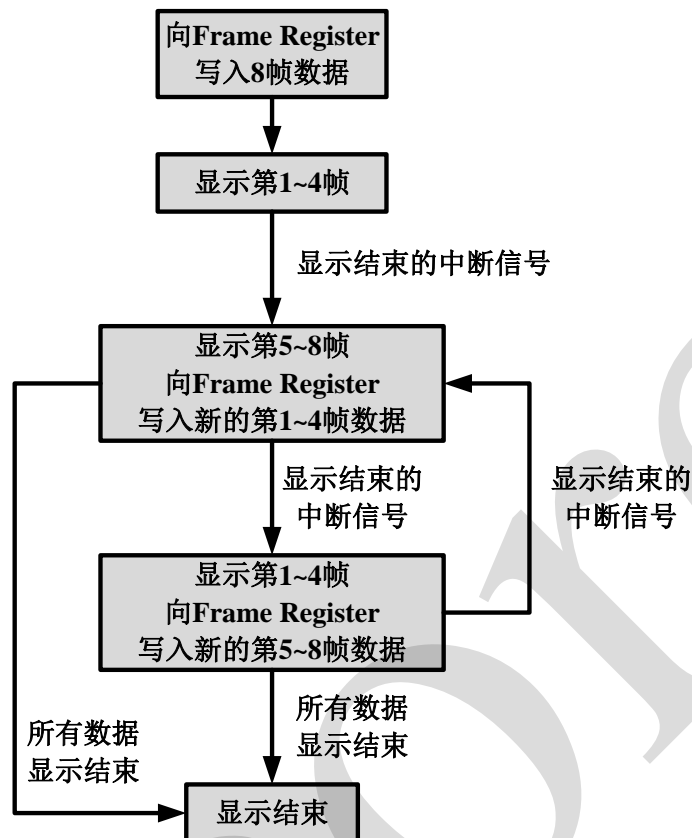 向Frame Register
写入8帧数据
显示第1~4帧
显示结束的中断信号
显示第5~8帧
向Frame Register
写入新的第1~4帧数据
显示结束的
中断信号
显示结束的
中断信号
显示第1~4帧
向Frame Register
写入新的第5~8帧数据
所有数据
显示结束
所有数据
显示结束
显示结束